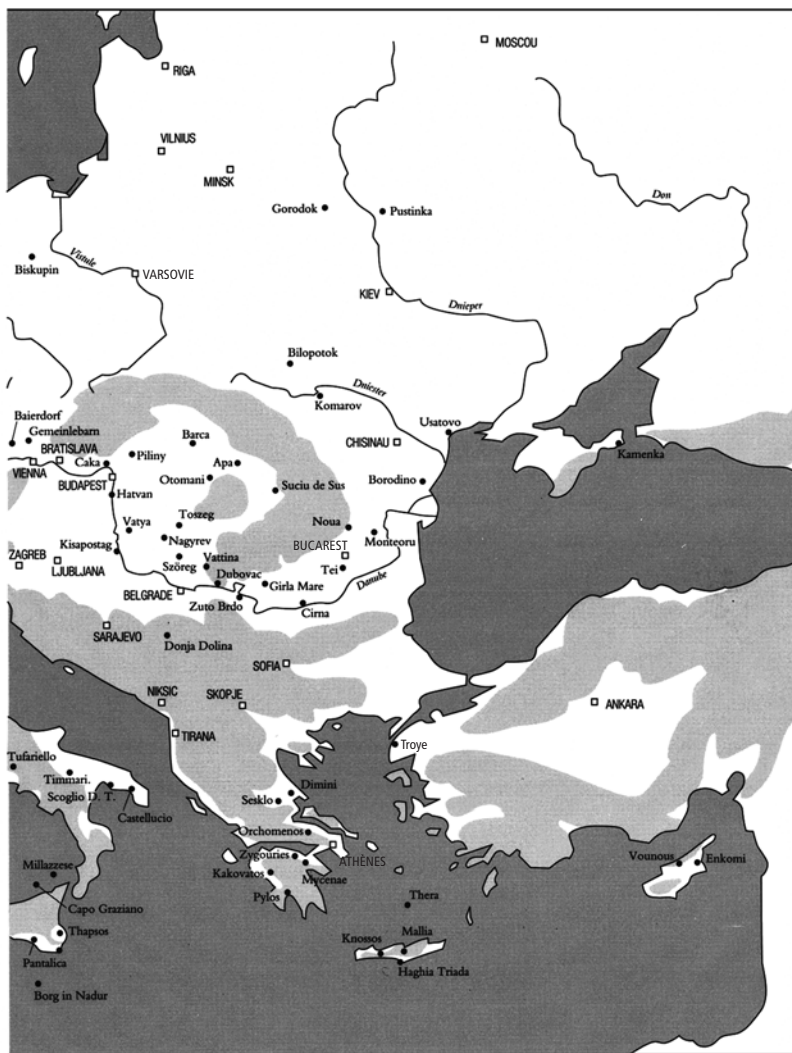 MOSCOU
RIGA
VILNIUS
MINSK
Gorodok
Pustinka
Don
Biskupin
Vistule
VARSOVIE
KIEV
Dnieper
Bilopotok
Dniester
Komarov
Usatovo
Baierdorf
Gemeinlebarn
BRATISLAVA
Barca
CHISINAU
Kamenka
VIENNA
Caka
Piliny
Apa
BUDAPEST
Otomani
Suciu de Sus
Borodino
Hatvan
Vatya
Toszeg
Noua
Monteoru
Kisapostag
Nagyrev
BUCAREST
ZAGREB
LJUBLJANA
Szöreg
Vattina
Tei
Dubovac
Girla Mare
Danube
BELGRADE
Zuto Brdo
Cirna
SARAJEVO
Donja Dolina
SOFIA
NIKSIC
SKOPJE
ANKARA
TIRANA
Troye
Tufariello
Timmari.
Scoglio D. T.
Dimini
Sesklo
Castellucio
Orchomenos
Zygouries
ATHÈNES
Millazzese
Kakovatos
Mycenae
Vounous
Enkomi
Pylos
Capo Graziano
Thera
Thapsos
Knossos
Mallia
Pantalica
Haghia Triada
Borg in Nadur